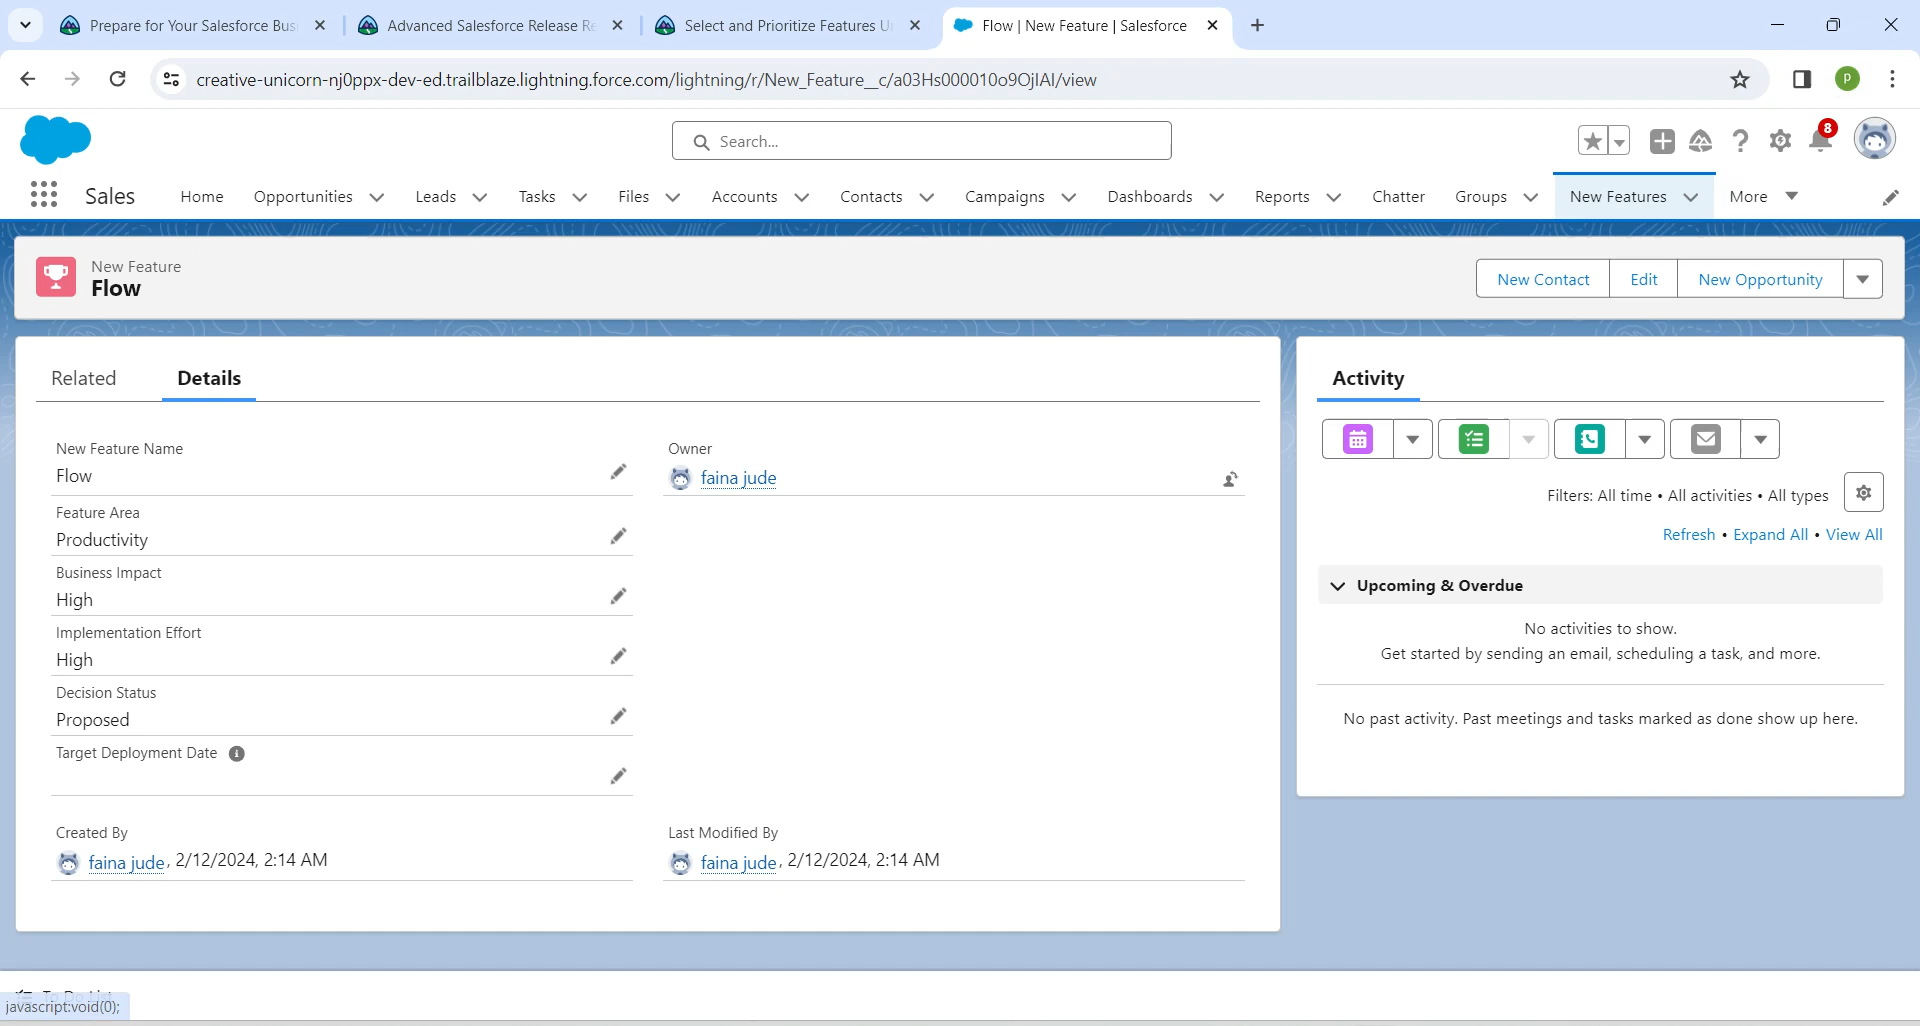 Prepare for Your Salesforce Bus
Advanced Salesforce Release Re
Select and Prioritize Features Ur
Flow | New Feature | Salesforce
creative-unicorn-nj0ppx-dev-ed.trailblaze.lightning.force.com/lightning/r/New_Feature__c/a03Hs000010o9OjIAI/view
P
Search...
8
Sales
Home
Opportunities
Leads
Tasks
Files
Accounts
Contacts
Campaigns
Dashboards
Reports
Chatter
Groups
New Features
More
New Feature
Flow
New Contact
Edit
New Opportunity
Related
Details
New Feature Name
Flow
Owner
faina jude
Feature Area
Productivity
Business Impact
High
Implementation Effort
High
Decision Status
Proposed
Target Deployment Date
Created By
faina jude, 2/12/2024, 2:14 AM
Last Modified By
faina jude, 2/12/2024, 2:14 AM
Activity
Filters: All time • All activities • All types
Refresh • Expand All • View All
Upcoming & Overdue
No activities to show.
Get started by sending an email, scheduling a task, and more.
No past activity. Past meetings and tasks marked as done show up here.
To Do List
javascript:void(0);